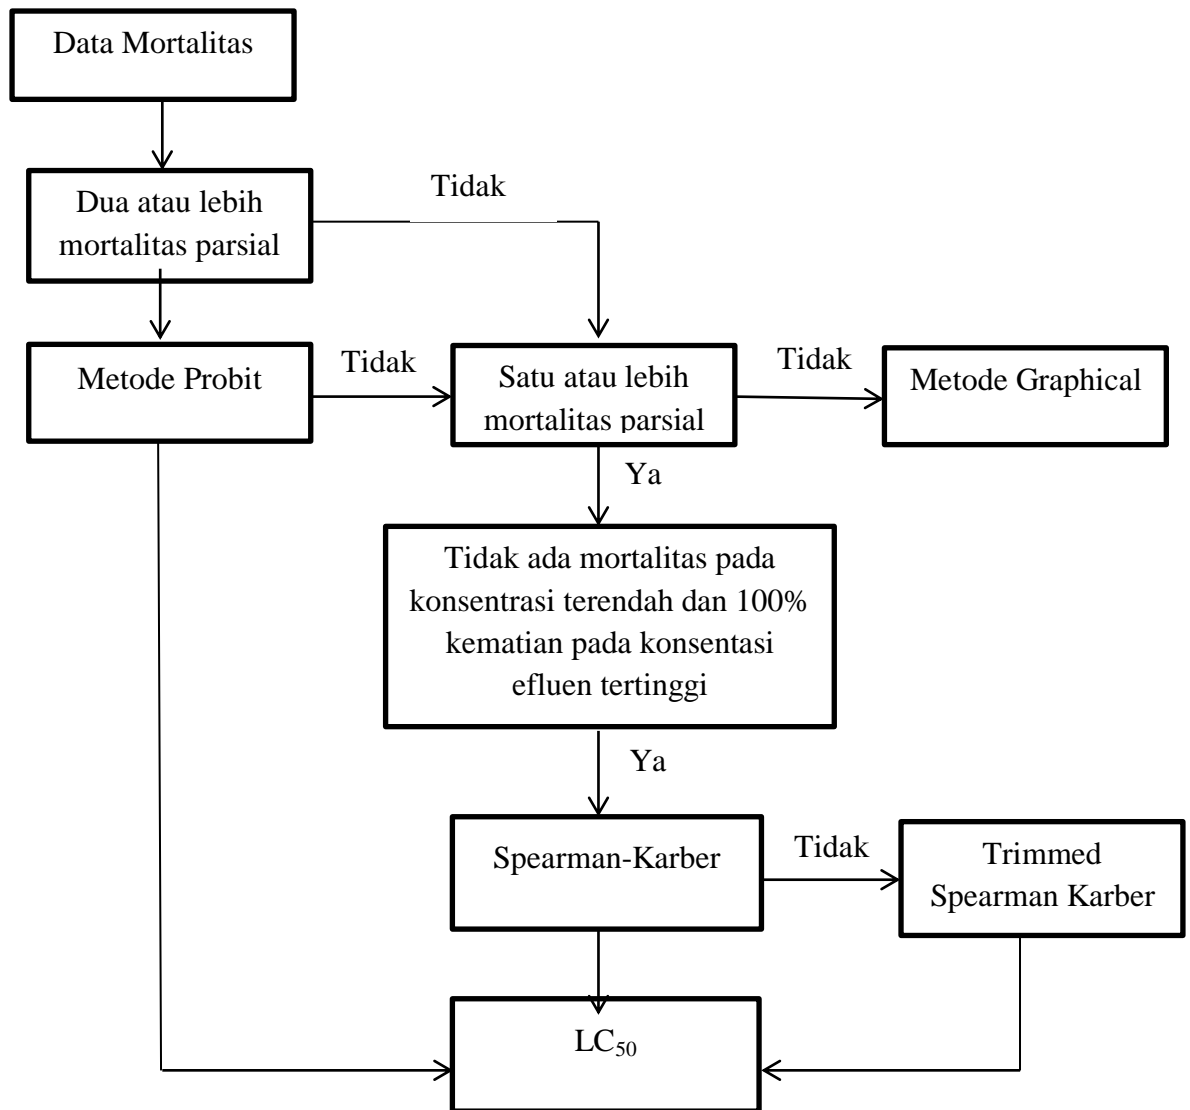 Data Mortalitas
Dua atau lebih
mortalitas parsial
Tidak
Metode Probit
Tidak
Satu atau lebih
mortalitas parsial
Tidak
Metode Graphical
Ya
Tidak ada mortalitas pada
konsentrasi terendah dan 100%
kematian pada konsentasi
efluen tertinggi
Ya
Spearman-Karber
Tidak
Trimmed
Spearman Karber
LC₅₀